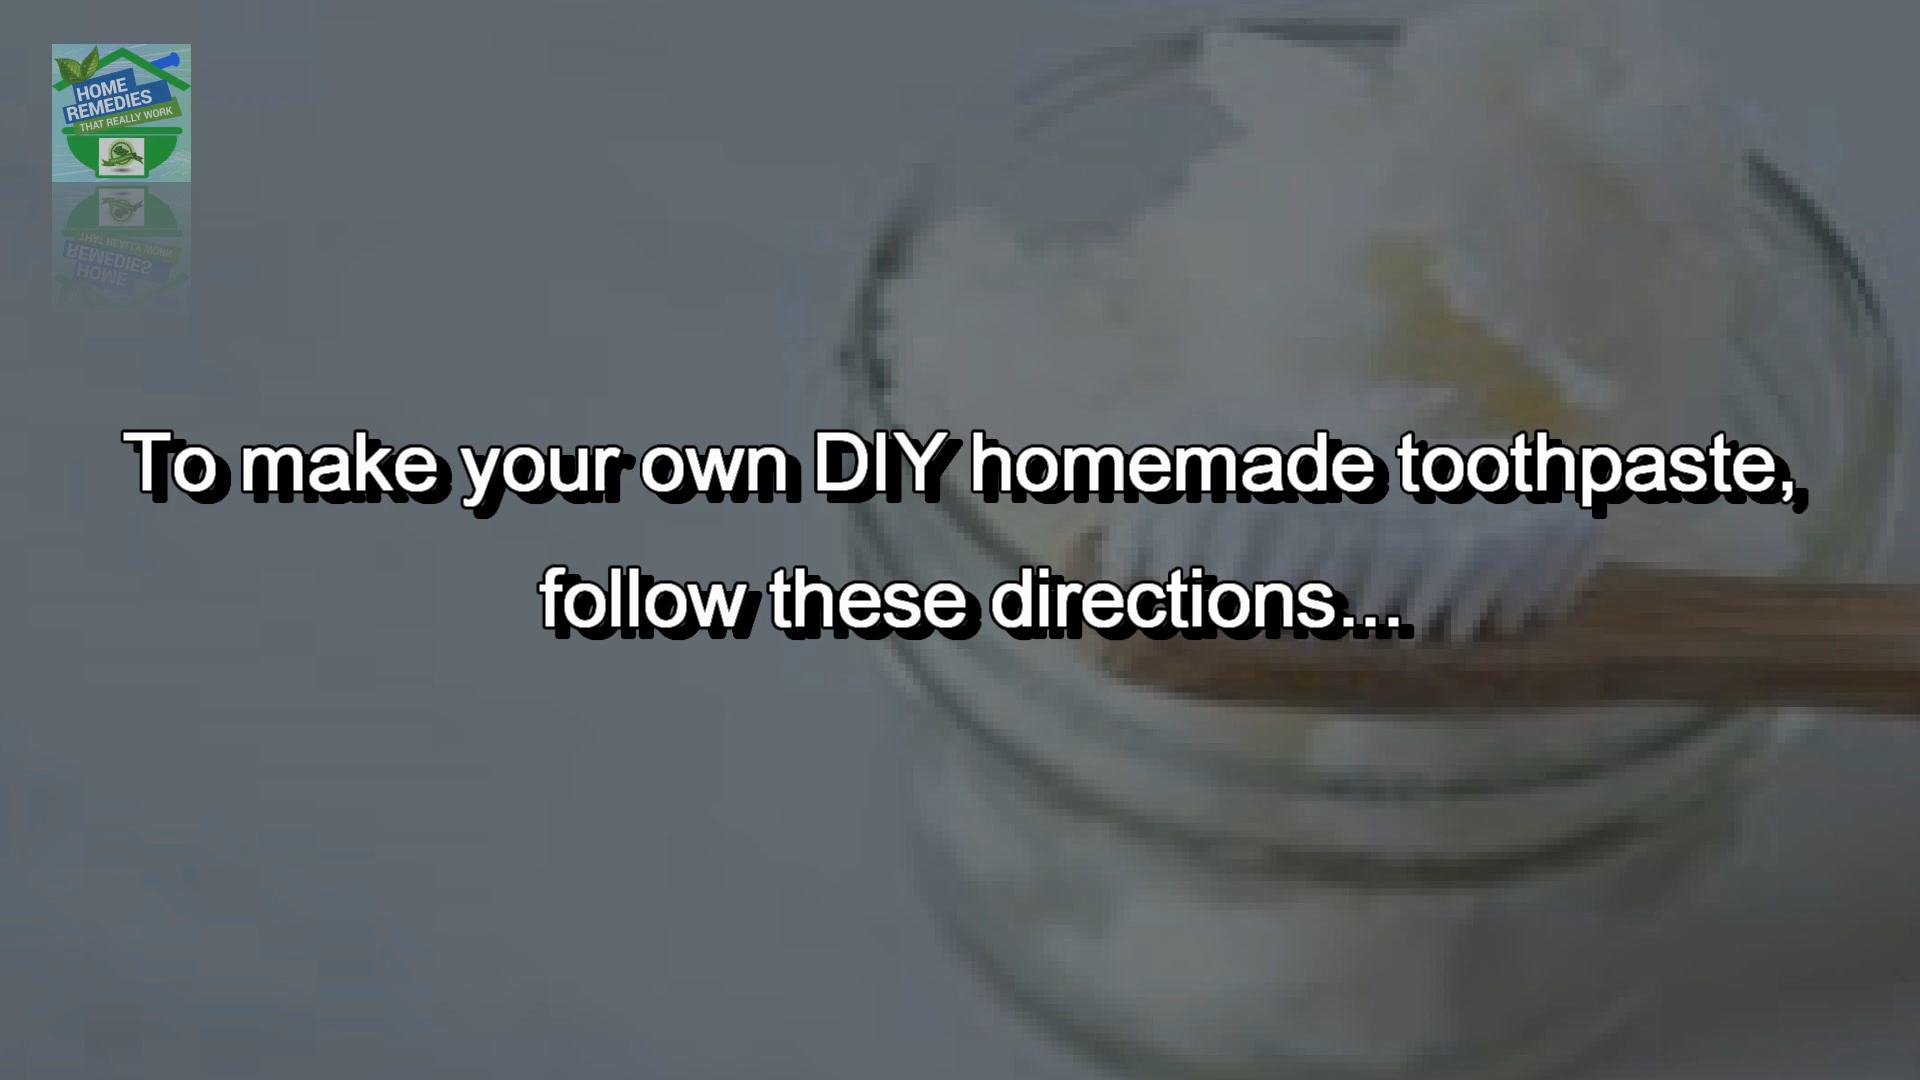 HOME
REMEDIES
THAT REALLY WORK
To make your own DIY homemade toothpaste,
follow these directions...